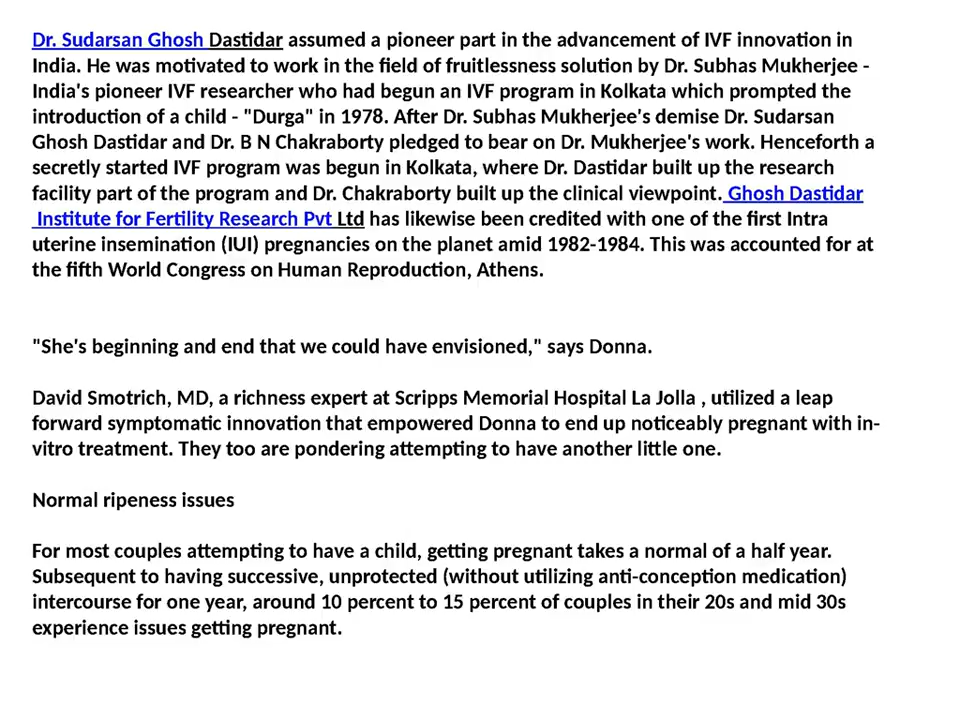 Dr. Sudarsan Ghosh Dastidar assumed a pioneer part in the advancement of IVF innovation in
India. He was motivated to work in the field of fruitlessness solution by Dr. Subhas Mukherjee -
India's pioneer IVF researcher who had begun an IVF program in Kolkata which prompted the
introduction of a child - "Durga" in 1978. After Dr. Subhas Mukherjee's demise Dr. Sudarsan
Ghosh Dastidar and Dr. B N Chakraborty pledged to bear on Dr. Mukherjee's work. Henceforth a
secretly started IVF program was begun in Kolkata, where Dr. Dastidar built up the research
facility part of the program and Dr. Chakraborty built up the clinical viewpoint. Ghosh Dastidar
Institute for Fertility Research Pvt Ltd has likewise been credited with one of the first Intra
uterine insemination (IUI) pregnancies on the planet amid 1982-1984. This was accounted for at
the fifth World Congress on Human Reproduction, Athens.
"She's beginning and end that we could have envisioned," says Donna.
David Smotrich, MD, a richness expert at Scripps Memorial Hospital La Jolla , utilized a leap
forward symptomatic innovation that empowered Donna to end up noticeably pregnant with in-
vitro treatment. They too are pondering attempting to have another little one.
Normal ripeness issues
For most couples attempting to have a child, getting pregnant takes a normal of a half year.
Subsequent to having successive, unprotected (without utilizing anti-conception medication)
intercourse for one year, around 10 percent to 15 percent of couples in their 20s and mid 30s
experience issues getting pregnant.